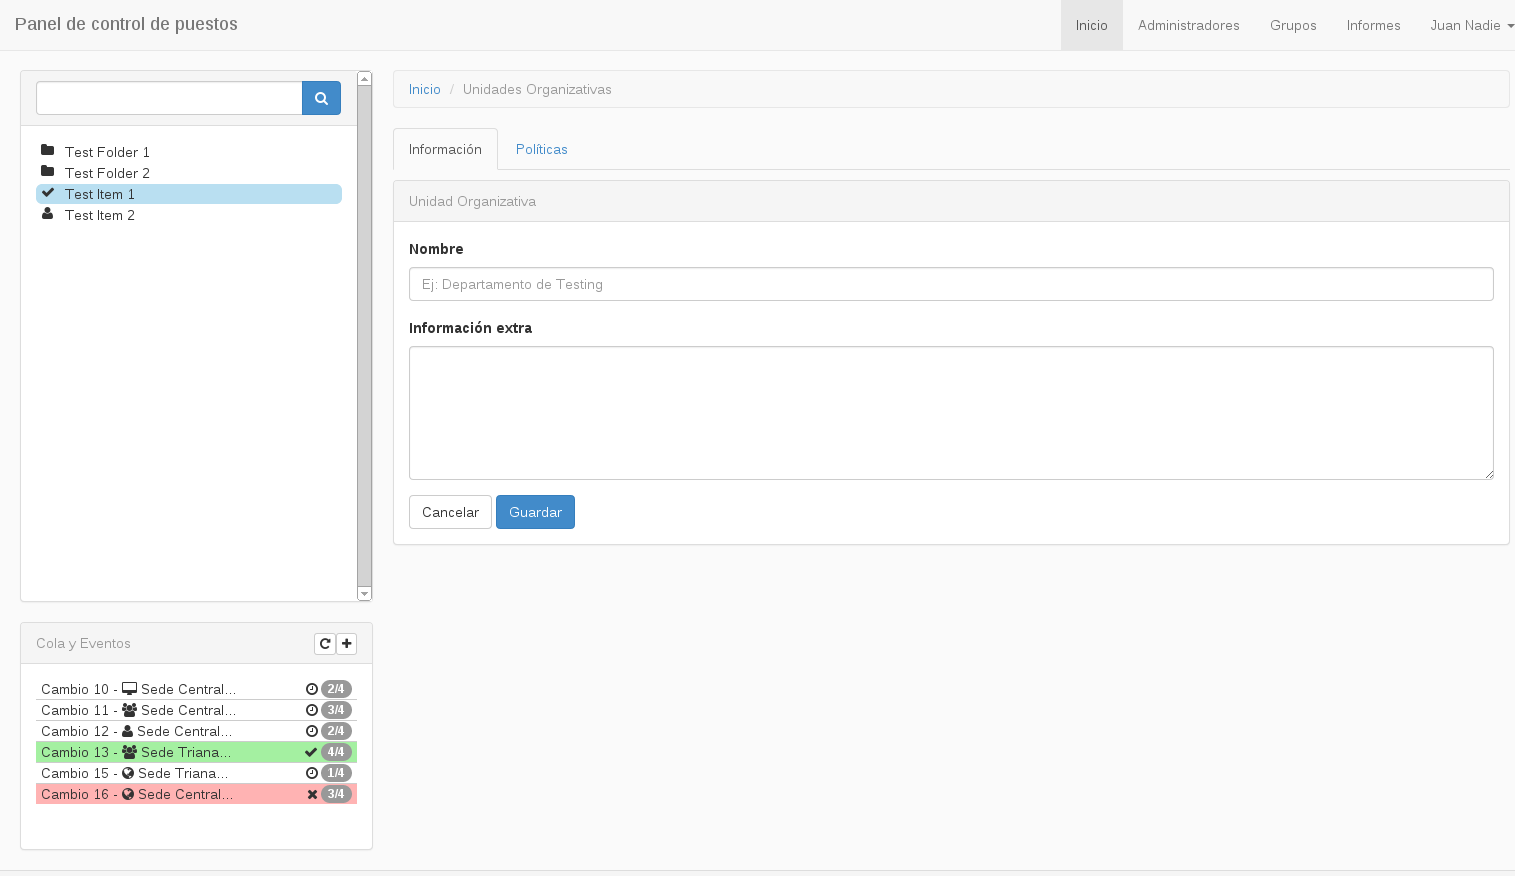 Panel de control de puestos
Inicio Administradores Grupos Informes Juan Nadie
Test Folder 1
Test Folder 2
Test Item 1
Test Item 2
Cola y Eventos
Cambio 10 - Sede Central... 2/4
Cambio 11 - Sede Central... 3/4
Cambio 12 - Sede Central... 2/4
Cambio 13 - Sede Triana... 4/4
Cambio 15 - Sede Triana... 1/4
Cambio 16 - Sede Central... 3/4
Inicio / Unidades Organizativas
Información Políticas
Unidad Organizativa
Nombre
Ej: Departamento de Testing
Información extra
Cancelar Guardar